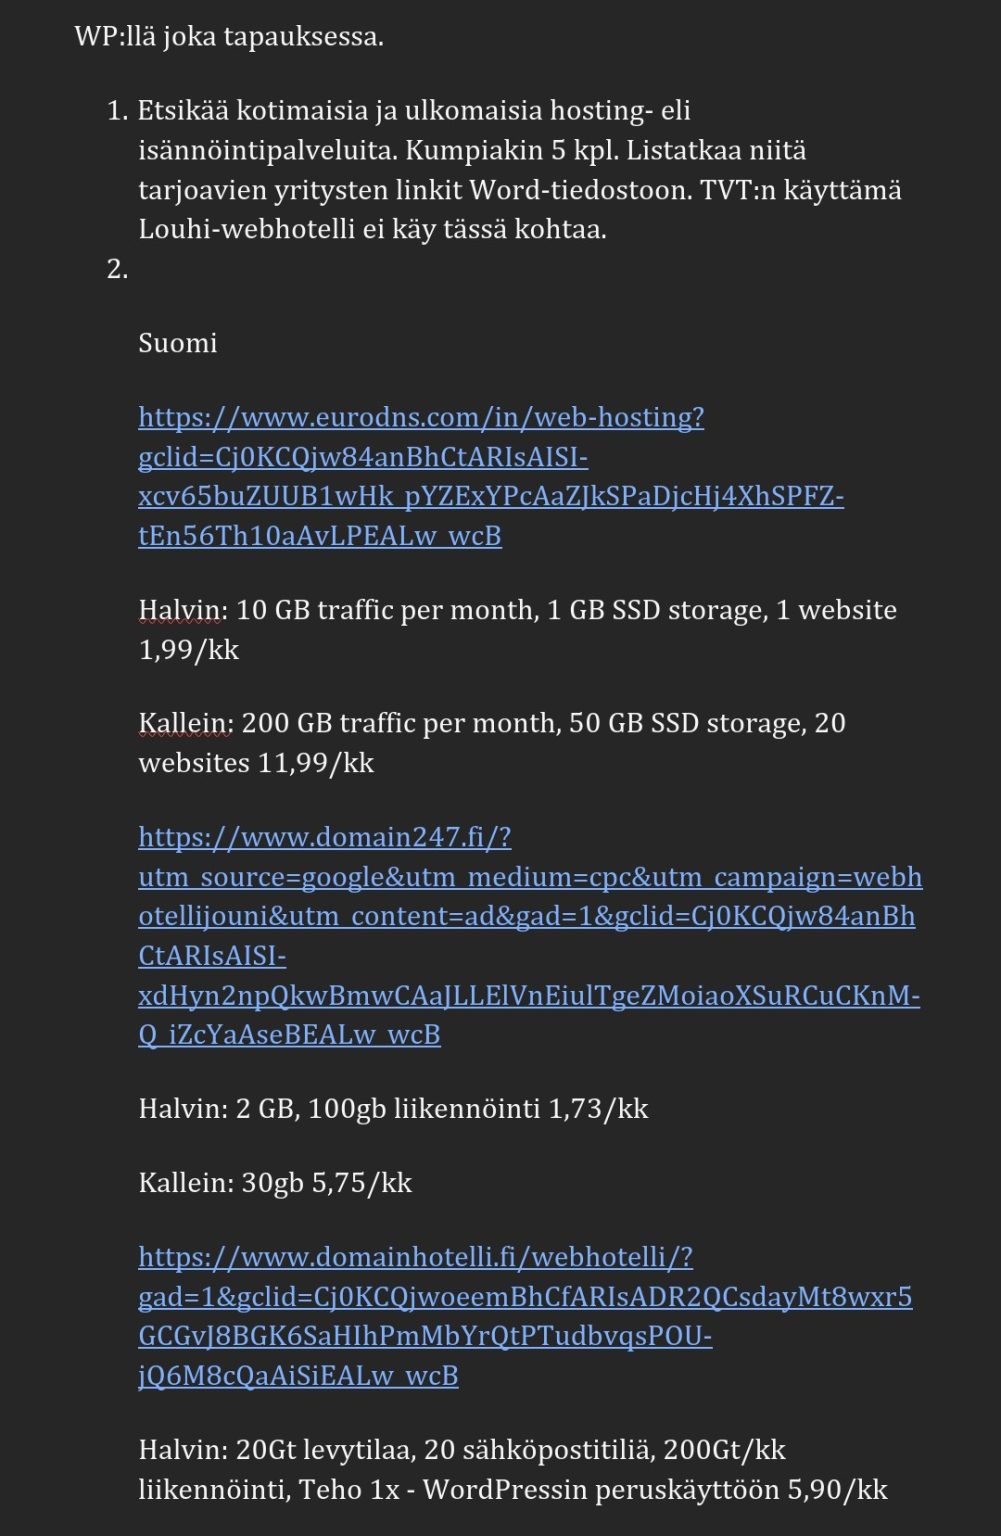 WP:llä joka tapauksessa.
1. Etsikää kotimaisia ja ulkomaisia hosting- eli
isännöintipalveluita. Kumpiakin 5 kpl. Listatkaa niitä
tarjoavien yritysten linkit Word-tiedostoon. TVT:n käyttämä
Louhi-webhotelli ei käy tässä kohtaa.
2.
Suomi
https://www.eurodns.com/in/web-hosting?
gclid=Cj0KCQjw84anBhCtARIsAISI-
xcv65buZUUB1wHk_pYZExYPcAaZJkSPaDjcHj4XhSPFZ-
tEn56Th10aAvLPEALw_wcB
Halvin: 10 GB traffic per month, 1 GB SSD storage, 1 website
1,99/kk
Kallein: 200 GB traffic per month, 50 GB SSD storage, 20
websites 11,99/kk
https://www.domain247.fi/?
utm_source=google&utm_medium=cpc&utm_campaign=webh
otellijouni&utm_content=ad&gad=1&gclid=Cj0KCQjw84anBh
CtARIsAISI-
xdHyn2npQkwBmwCAaJLLElVnEiulTgeZMoiaoXSuRCuCKnM-
Q_iZcYaAseBEALw_wcB
Halvin: 2 GB, 100gb liikennöinti 1,73/kk
Kallein: 30gb 5,75/kk
https://www.domainhotelli.fi/webhotelli/?
gad=1&gclid=Cj0KCQjwoeemBhCfARIsADR2QCsdayMt8wxr5
GCGvJ8BGK6SaHIhPmMbYrQtPTudbvqsPOU-
jQ6M8cQaAiSiEALw_wcB
Halvin: 20Gt levytilaa, 20 sähköpostitiliä, 200Gt/kk
liikennöinti, Teho 1x - WordPressin peruskäyttöön 5,90/kk